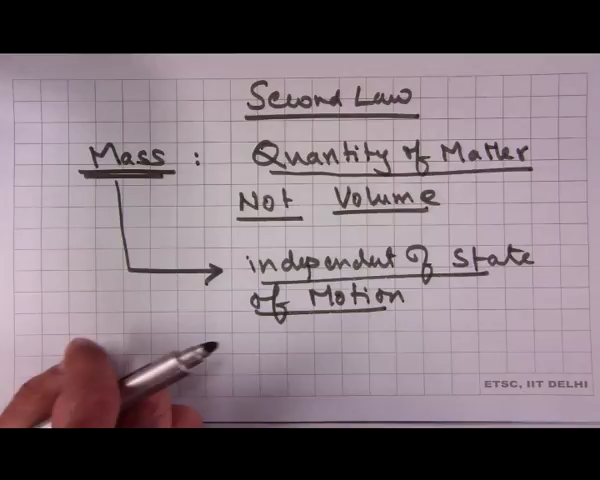 Second Law
Mass : Quantity of Matter
Not Volume
independent of State
of Motion
ETSC, IIT DELHI